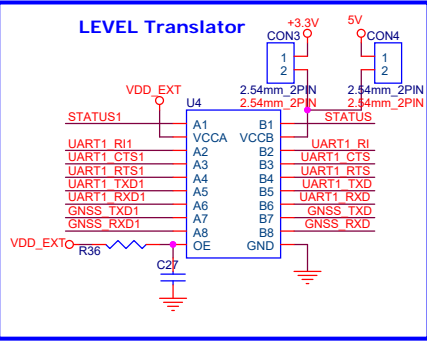 LEVEL Translator
+3.3V
5V
CON3
CON4
1
2
1
2
2.54mm_2PIN
2.54mm_2PIN
2.54mm_2PIN
2.54mm_2PIN
VDD_EXT
U4
STATUS1
A1
B1
STATUS
VCCA
VCCB
UART1_RI1
A2
B2
UART1_RI
UART1_CTS1
A3
B3
UART1_CTS
UART1_RTS1
A4
B4
UART1_RTS
UART1_TXD1
A5
B5
UART1_TXD
UART1_RXD1
A6
B6
UART1_RXD
GNSS_TXD1
A7
B7
GNSS_TXD
GNSS_RXD1
A8
B8
GNSS_RXD
VDD_EXT
OE
GND
R36
C27